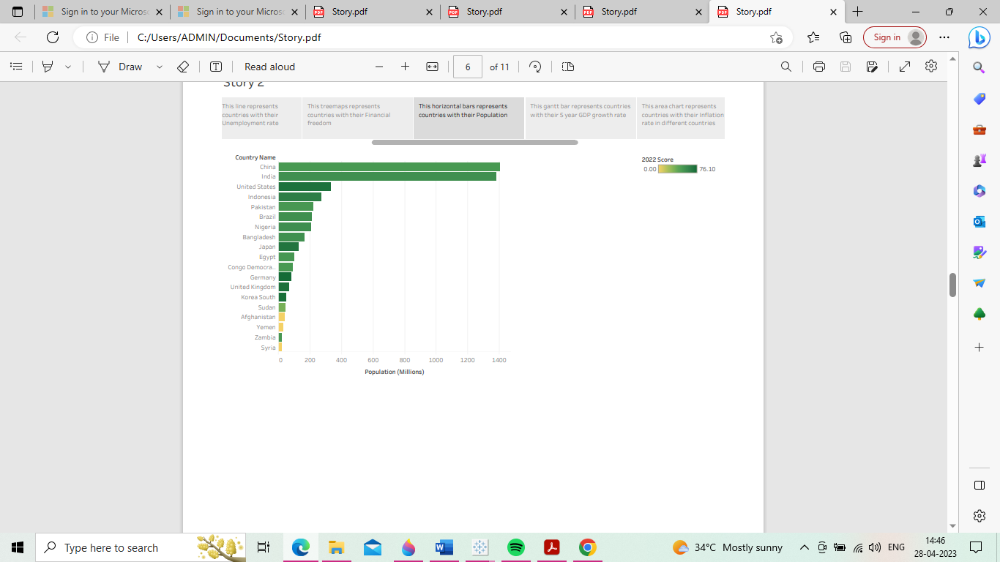 Sign in to your Micros
Sign in to your Micros
Story.pdf
Story.pdf
Story.pdf
Story.pdf
File
C:/Users/ADMIN/Documents/Story.pdf
Sign in
Draw
Read aloud
6 of 11
Story 2
This line represents
countries with their
Unemployment rate
This treemaps represents
countries with their Financial
freedom
This horizontal bars represents
countries with their Population
This gantt bar represents countries
with their 5 year GDP growth rate
This area chart represents
countries with their Inflation
rate in different countries
Country Name
China
India
United States
Indonesia
Pakistan
Brazil
Nigeria
Bangladesh
Japan
Egypt
Congo Democra..
Germany
United Kingdom
Korea South
Sudan
Afghanistan
Yemen
Zambia
Syria
0 200 400 600 800 1000 1200 1400
Population (Millions)
2022 Score
0.00 76.10
Type here to search
34°C Mostly sunny
ENG
14:46
28-04-2023